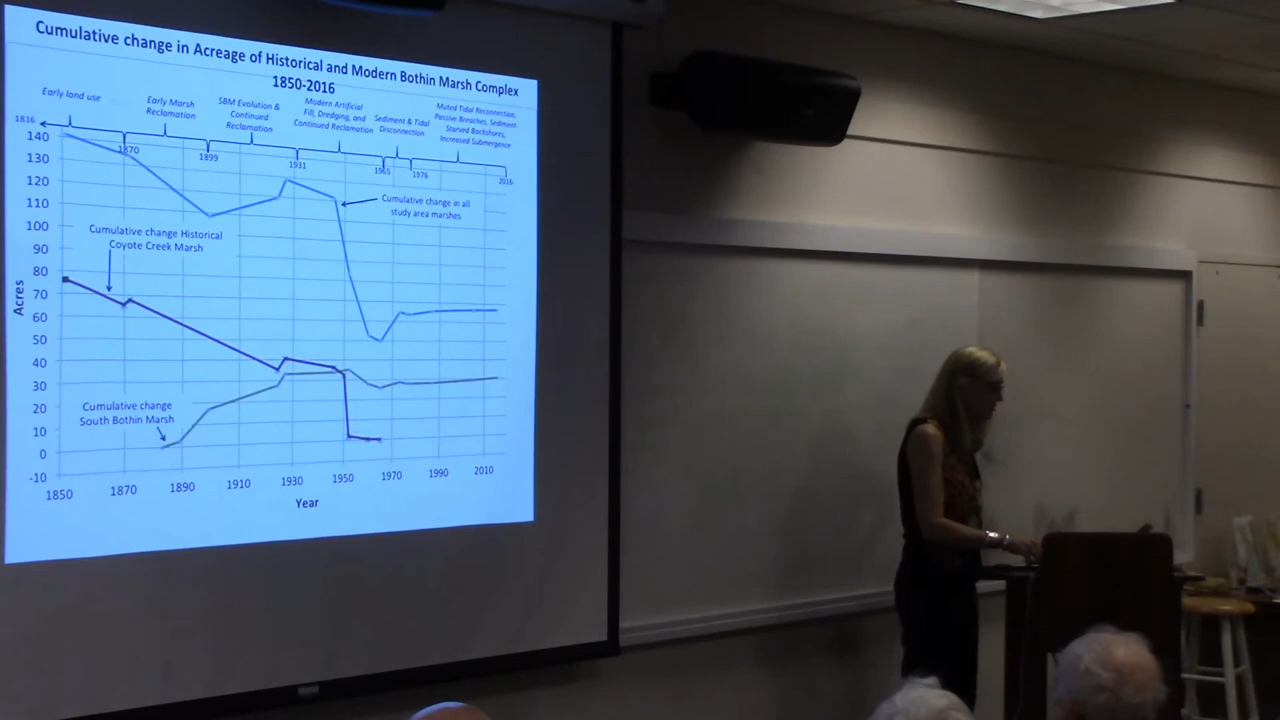 Cumulative change in Acreage of Historical and Modern Bothin Marsh Complex
1850-2016
Early land use
Early Marsh
Reclamation
SBM Evolution &
Continued
Reclamation
Modern Artificial
Fill, Dredging, and
Continued Reclamation
Sediment & Tidal
Disconnection
Muted Tidal Reconnection,
Passive Breaches, Sediment
Starved Backshores,
Increased Submergence
1816
1870
1899
1931
1965
1976
2016
140
130
120
110
100
90
80
70
60
50
40
30
20
10
0
-10
Acres
Cumulative change in all
study area marshes
Cumulative change Historical
Coyote Creek Marsh
Cumulative change
South Bothin Marsh
1850
1870
1890
1910
1930
1950
1970
1990
2010
Year